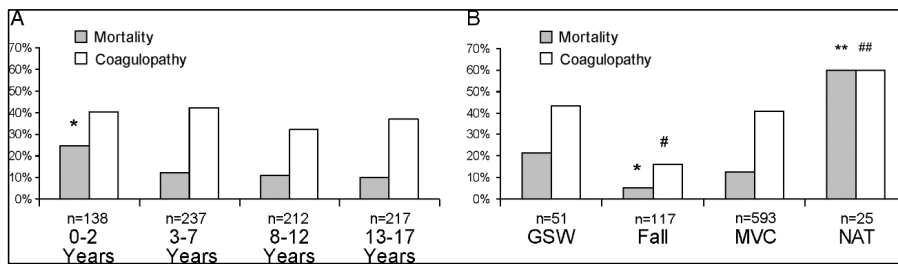 A
Mortality
Coagulopathy
70%
60%
50%
40%
30%
20%
10%
0%
*
n=138 n=237 n=212 n=217
0-2 3-7 8-12 13-17
Years Years Years Years
B
Mortality
Coagulopathy
70%
60%
50%
40%
30%
20%
10%
0%
** ##
#
*
n=51 n=117 n=593 n=25
GSW Fall MVC NAT